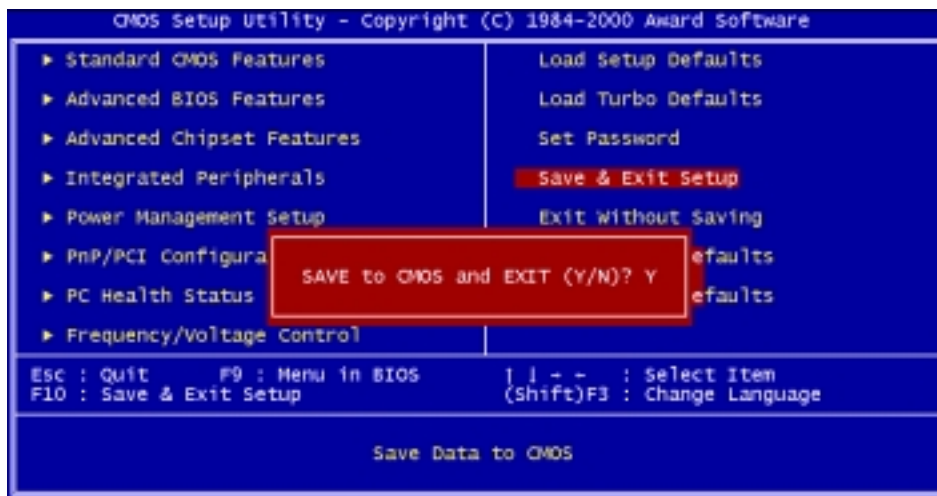 CMOS Setup Utility - Copyright (C) 1984-2000 Award Software
▶ Standard CMOS Features
▶ Advanced BIOS Features
▶ Advanced Chipset Features
▶ Integrated Peripherals
▶ Power Management Setup
▶ PnP/PCI Configura
▶ PC Health Status
▶ Frequency/Voltage Control
Load Setup Defaults
Load Turbo Defaults
Set Password
Save & Exit Setup
Exit Without Saving
efaults
efaults
SAVE to CMOS and EXIT (Y/N)? Y
Esc : Quit F9 : Menu in BIOS ↑ ↓ → ← : Select Item
F10 : Save & Exit Setup (Shift)F3 : Change Language
Save Data to CMOS